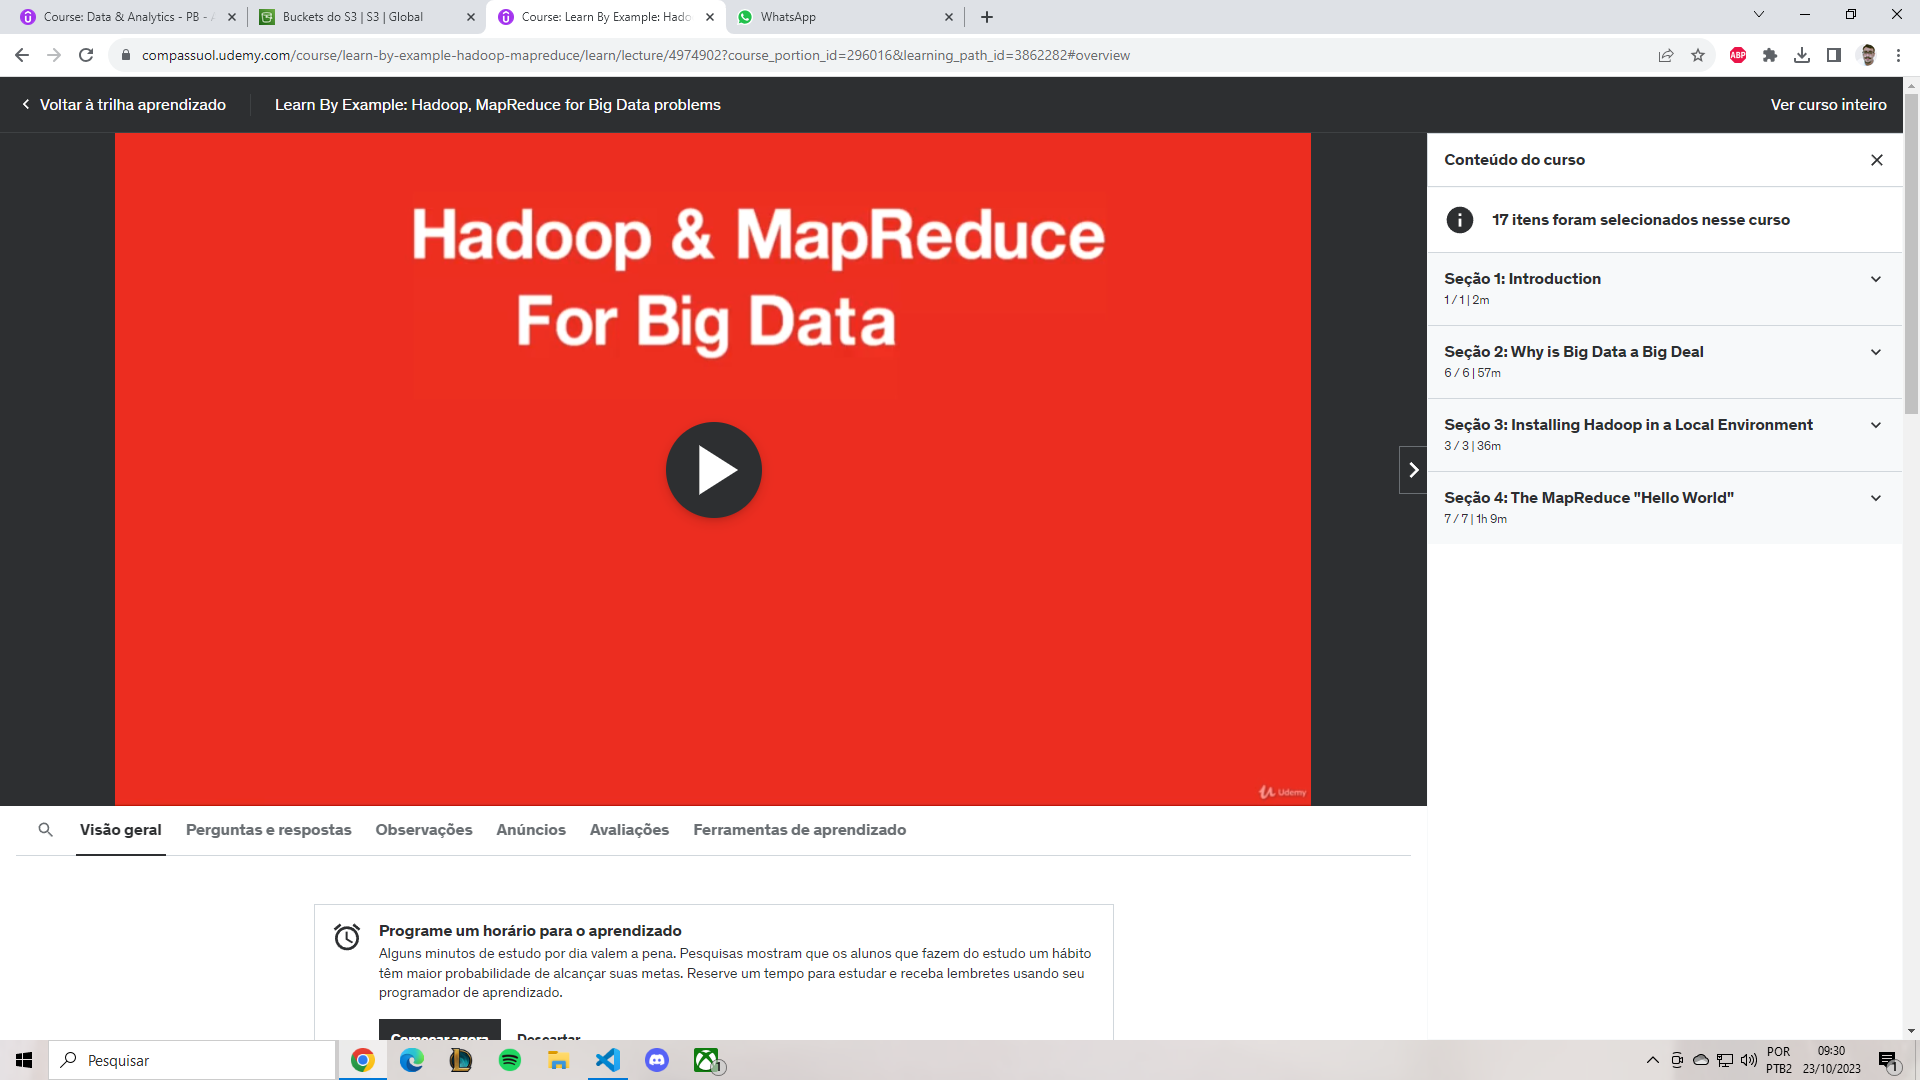 Course: Data & Analytics - PB -
Buckets do S3 | S3 | Global
Course: Learn By Example: Hado
WhatsApp
compassuol.udemy.com/course/learn-by-example-hadoop-mapreduce/learn/lecture/4974902?course_portion_id=296016&learning_path_id=3862282#overview
ABP
Voltar à trilha aprendizado
Learn By Example: Hadoop, MapReduce for Big Data problems
Ver curso inteiro
Hadoop & MapReduce
For Big Data
Udemy
Conteúdo do curso
17 itens foram selecionados nesse curso
Seção 1: Introduction
1 / 1 | 2m
Seção 2: Why is Big Data a Big Deal
6 / 6 | 57m
Seção 3: Installing Hadoop in a Local Environment
3 / 3 | 36m
Seção 4: The MapReduce "Hello World"
7 / 7 | 1h 9m
Visão geral
Perguntas e respostas
Observações
Anúncios
Avaliações
Ferramentas de aprendizado
Programe um horário para o aprendizado
Alguns minutos de estudo por dia valem a pena. Pesquisas mostram que os alunos que fazem do estudo um hábito
têm maior probabilidade de alcançar suas metas. Reserve um tempo para estudar e receba lembretes usando seu
programador de aprendizado.
Começar agora
Descartar
Pesquisar
1
POR
PTB2
09:30
23/10/2023
1